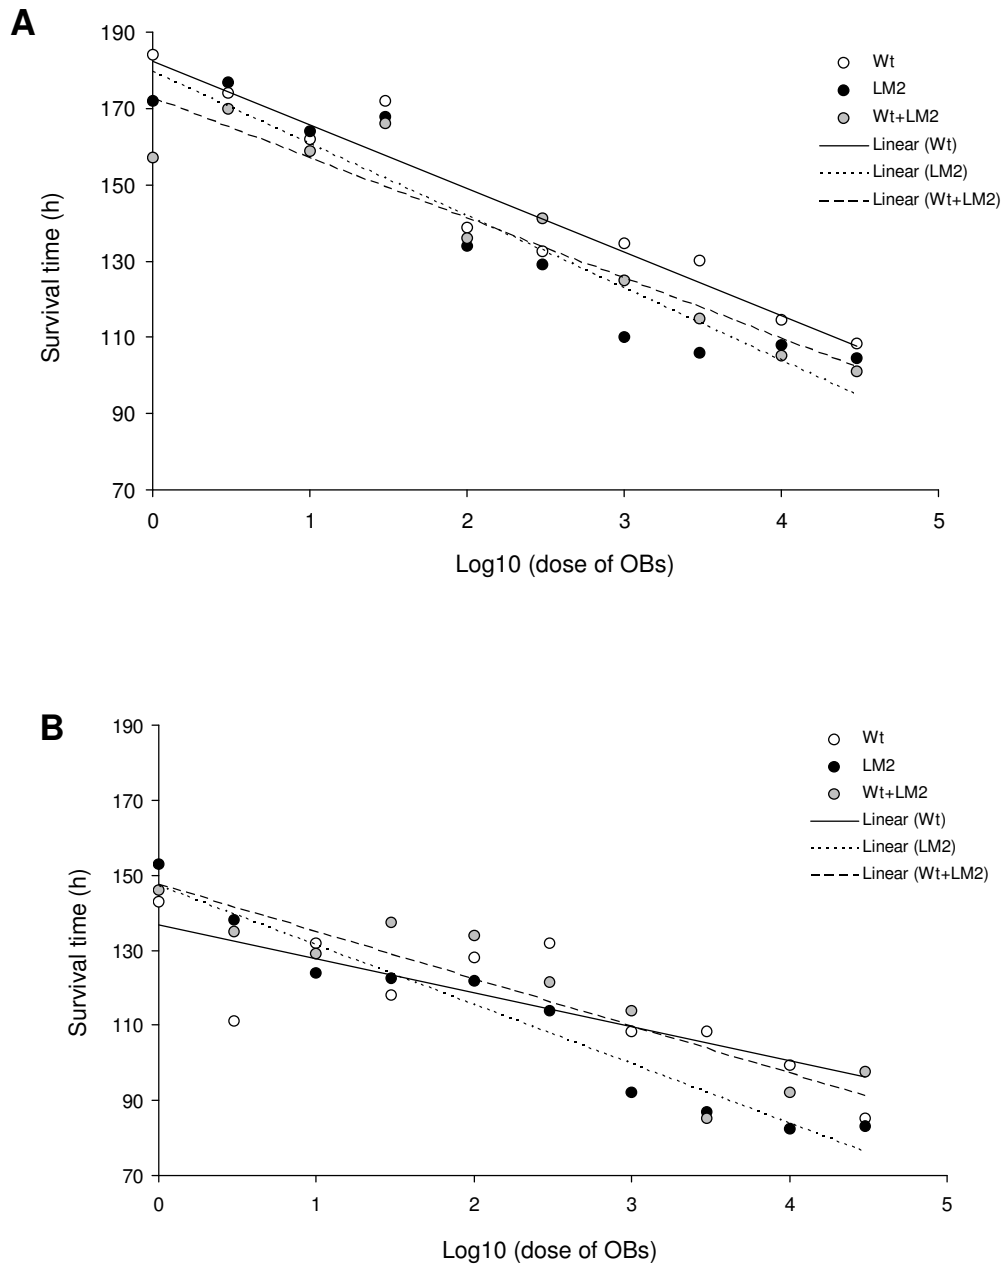 A
190
170
150
130
110
90
70
Survival time (h)
0 1 2 3 4 5
Log10 (dose of OBs)
Wt
LM2
Wt+LM2
Linear (Wt)
Linear (LM2)
Linear (Wt+LM2)
B
190
170
150
130
110
90
70
Survival time (h)
0 1 2 3 4 5
Log10 (dose of OBs)
Wt
LM2
Wt+LM2
Linear (Wt)
Linear (LM2)
Linear (Wt+LM2)